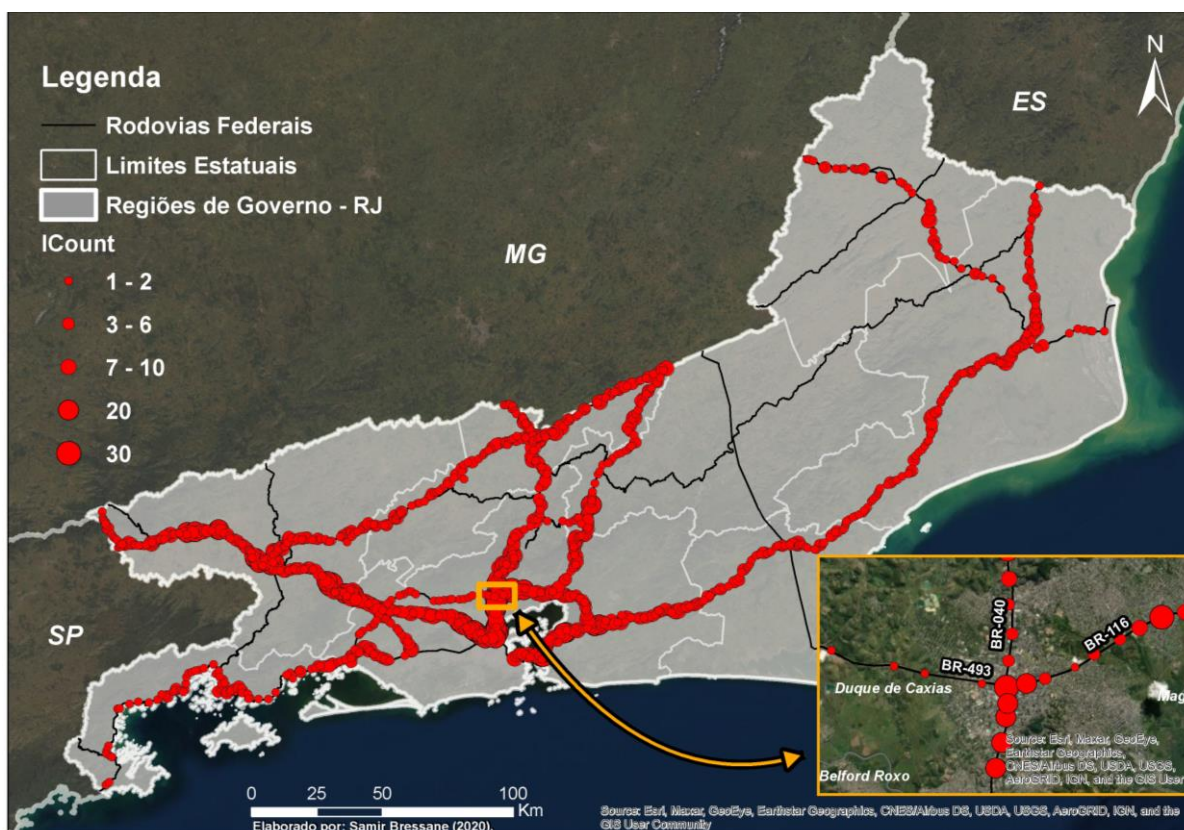 Legenda
Rodovias Federais
Limites Estatuais
Regiões de Governo - RJ
ICount
1 - 2
3 - 6
7 - 10
20
30
N
ES
MG
SP
BR-040
BR-116
BR-493
Duque de Caxias
Mag
Belford Roxo
Source: Esri, Maxar, GeoEye,
Earthstar Geographics,
CNES/Airbus DS, USDA, USGS,
AeroGRID, IGN, and the GIS User
0 25 50 100
Km
Elaborado por: Samir Bressane (2020).
Source: Esri, Maxar, GeoEye, Earthstar Geographics, CNES/Airbus DS, USDA, USGS, AeroGRID, IGN, and the
GIS User Community